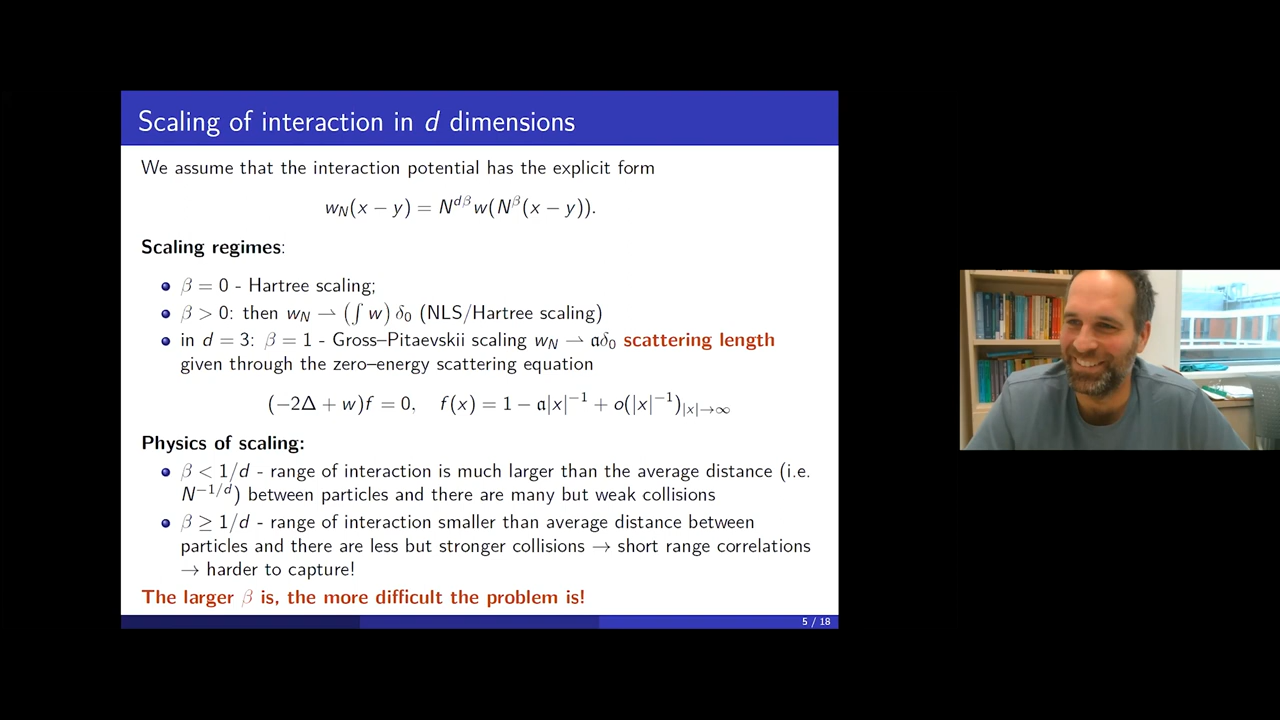 Scaling of interaction in d dimensions
We assume that the interaction potential has the explicit form
w_N(x − y) = N^{dβ} w(N^β(x − y)).
Scaling regimes:
β = 0 - Hartree scaling;
β > 0: then w_N ⇀ (∫ w) δ_0 (NLS/Hartree scaling)
in d = 3: β = 1 - Gross–Pitaevskii scaling w_N ⇀ 𝔞δ_0 scattering length
given through the zero–energy scattering equation
(−2Δ + w)f = 0, f(x) = 1 − 𝔞|x|^{−1} + o(|x|^{−1})_{|x|→∞}
Physics of scaling:
β < 1/d - range of interaction is much larger than the average distance (i.e.
N^{−1/d}) between particles and there are many but weak collisions
β ≥ 1/d - range of interaction smaller than average distance between
particles and there are less but stronger collisions → short range correlations
→ harder to capture!
The larger β is, the more difficult the problem is!
5 / 18